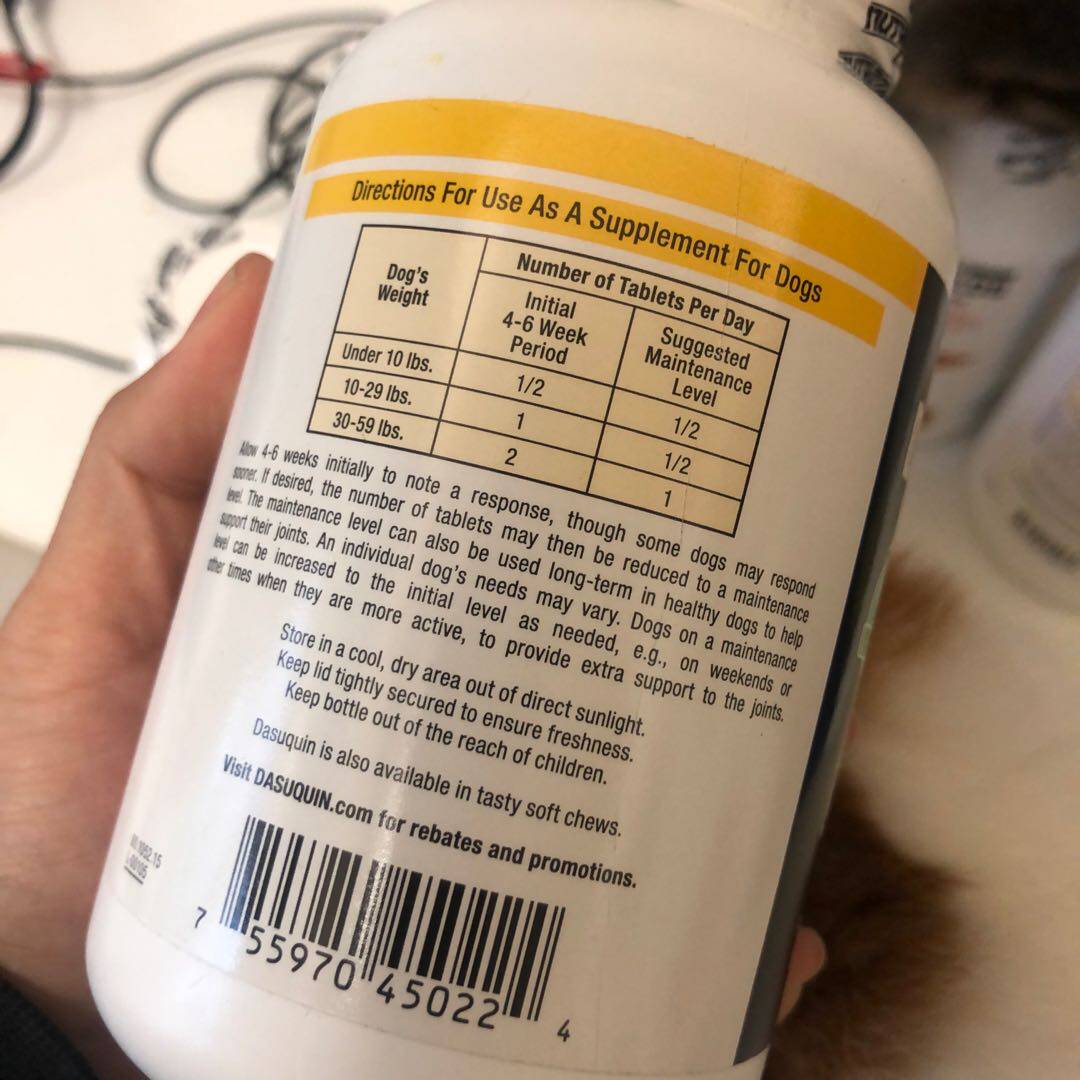 Directions For Use As A Supplement For Dogs
Dog's Weight
Number of Tablets Per Day
Initial 4-6 Week Period
Suggested Maintenance Level
Under 10 lbs. 1/2 1/2
10-29 lbs. 1 1/2
30-59 lbs. 2 1
Allow 4-6 weeks initially to note a response, though some dogs may respond
sooner. If desired, the number of tablets may then be reduced to a maintenance
level. The maintenance level can also be used long-term in healthy dogs to help
support their joints. An individual dog's needs may vary. Dogs on a maintenance
level can be increased to the initial level as needed, e.g., on weekends or
other times when they are more active, to provide extra support to the joints.
Store in a cool, dry area out of direct sunlight.
Keep lid tightly secured to ensure freshness.
Keep bottle out of the reach of children.
Dasuquin is also available in tasty soft chews.
Visit DASUQUIN.com for rebates and promotions.
7 55970 45022 4